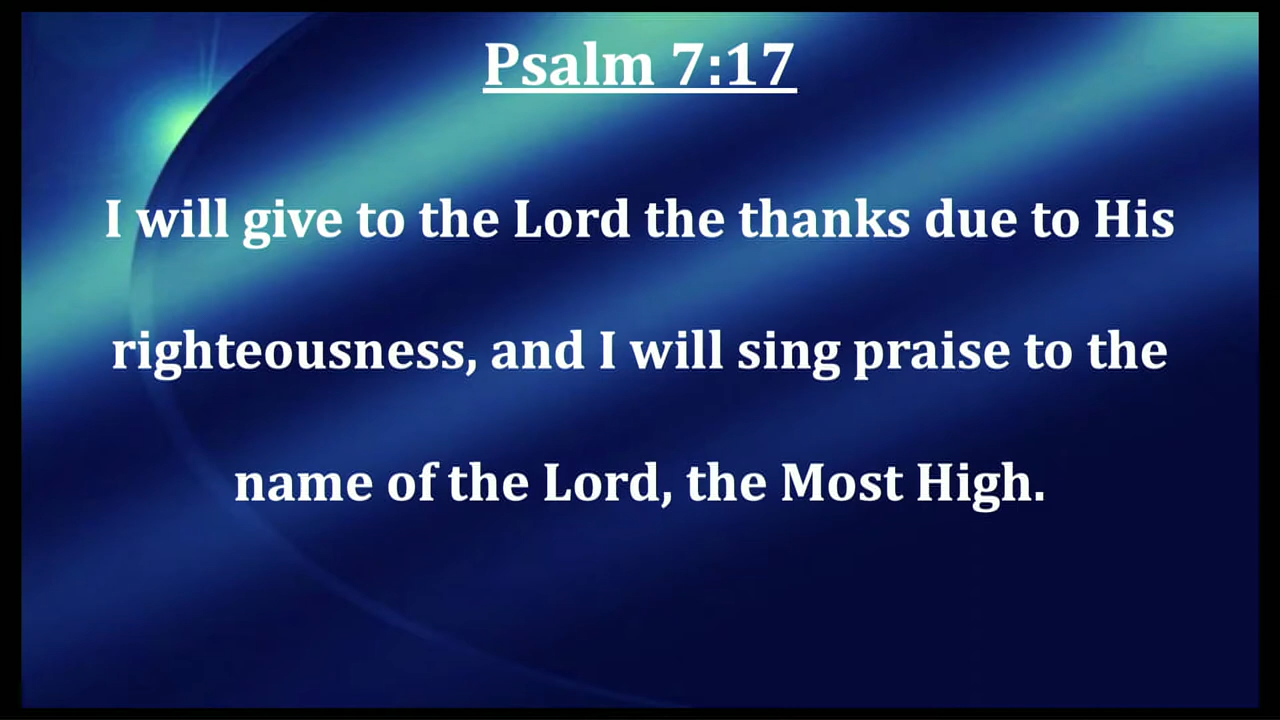 Psalm 7:17
I will give to the Lord the thanks due to His
righteousness, and I will sing praise to the
name of the Lord, the Most High.